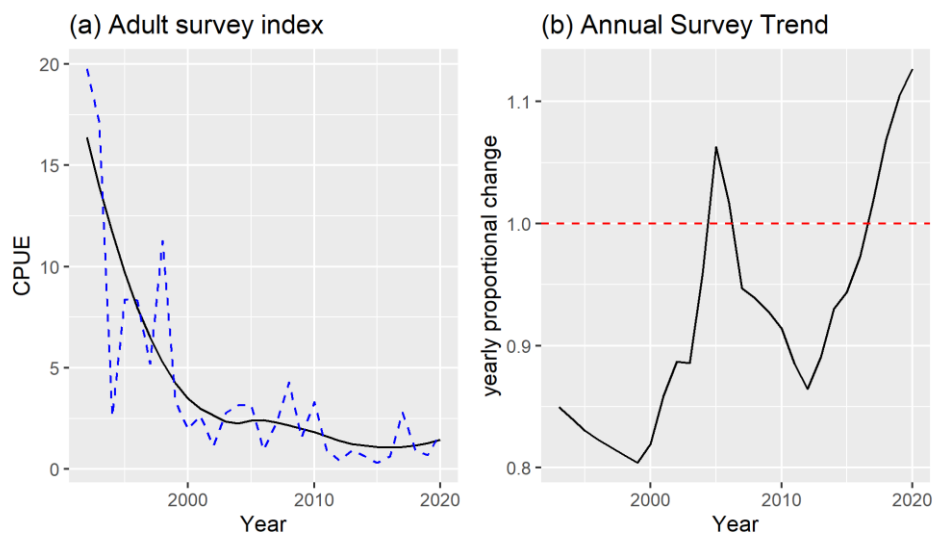 (a) Adult survey index
20
15
10
5
0
CPUE
2000
2010
2020
Year
(b) Annual Survey Trend
1.1
1.0
0.9
0.8
yearly proportional change
2000
2010
2020
Year